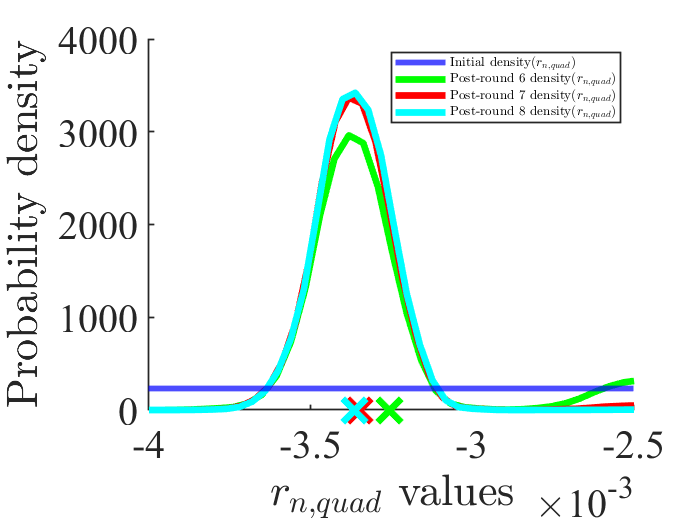 4000
3000
2000
1000
0
Probability density
Initial density(r_{n,quad})
Post-round 6 density(r_{n,quad})
Post-round 7 density(r_{n,quad})
Post-round 8 density(r_{n,quad})
-4 -3.5 -3 -2.5
r_{n,quad} values ×10^{-3}